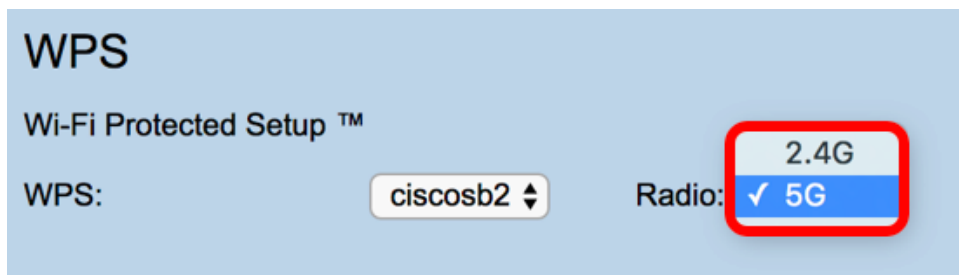 WPS
Wi-Fi Protected Setup ™
2.4G
WPS: ciscosb2 Radio: ✓ 5G